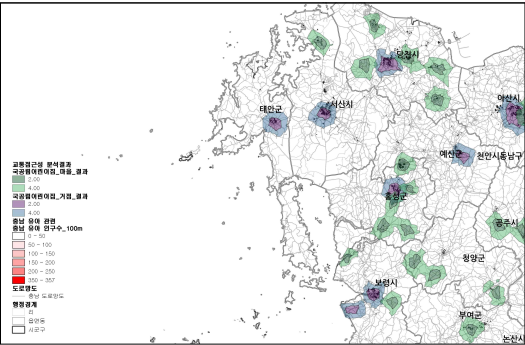 당진시
아산시
서산시
태안군
예산군
천안시동남구
홍성군
공주시
청양군
보령시
부여군
논산시
교통접근성 분석결과
국공립어린이집_마을_결과
2.00
4.00
국공립어린이집_거점_결과
2.00
4.00
충남 유아 관련
충남 유아 인구수_100m
0 - 50
50 - 100
100 - 150
150 - 200
200 - 250
350 - 357
도로망도
충남 도로망도
행정경계
리
읍면동
시군구